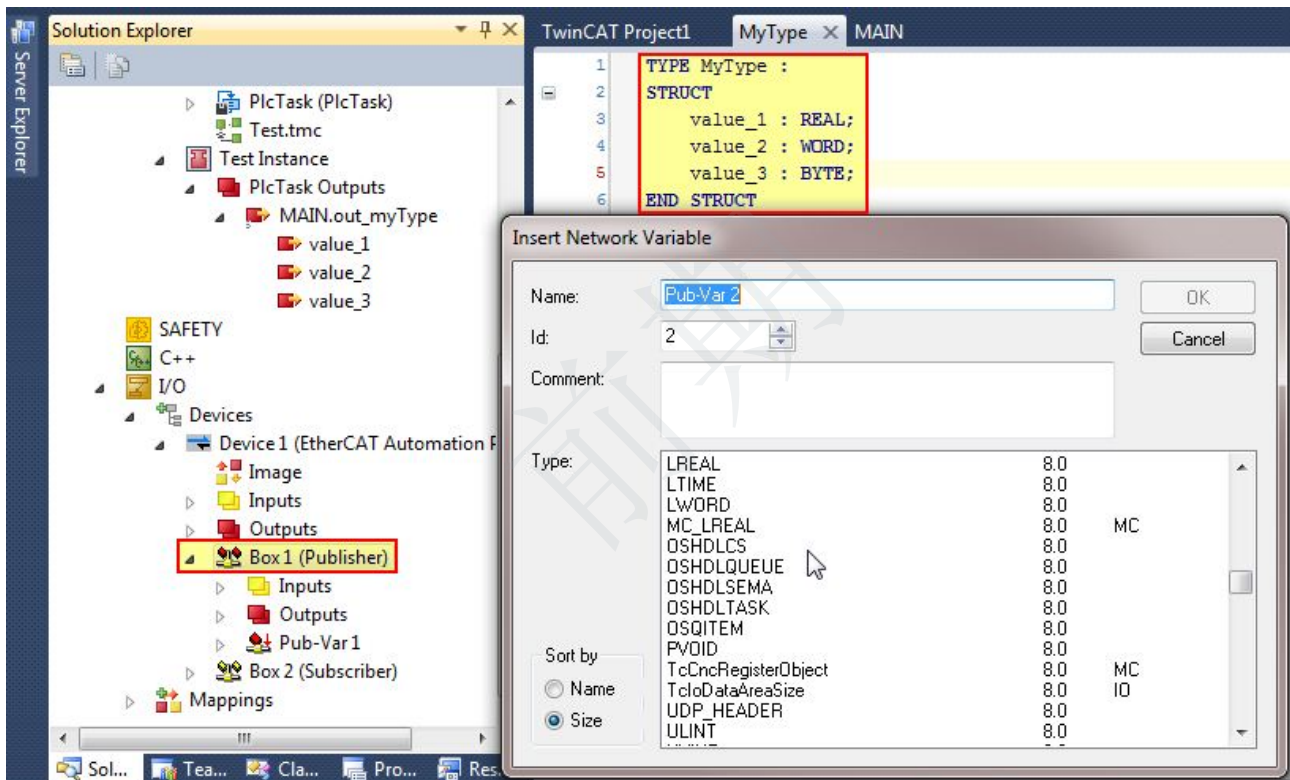 Server Explorer
Solution Explorer
PlcTask (PlcTask)
Test.tmc
Test Instance
PlcTask Outputs
MAIN.out_myType
value_1
value_2
value_3
SAFETY
C++
I/O
Devices
Device 1 (EtherCAT Automation P
Image
Inputs
Outputs
Box 1 (Publisher)
Inputs
Outputs
Pub-Var 1
Box 2 (Subscriber)
Mappings
Sol... Tea... Cla... Pro... Res.
TwinCAT Project1 MyType MAIN
1 TYPE MyType :
2 STRUCT
3 value_1 : REAL;
4 value_2 : WORD;
5 value_3 : BYTE;
6 END STRUCT
Insert Network Variable
Name: Pub-Var 2 OK
Id: 2 Cancel
Comment:
Type:
LREAL 8.0
LTIME 8.0
LWORD 8.0
MC_LREAL 8.0 MC
OSHDLCS 8.0
OSHDLQUEUE 8.0
OSHDLSEMA 8.0
OSHDLTASK 8.0
OSQITEM 8.0
PVOID 8.0
TcCncRegisterObject 8.0 MC
TcIoDataAreaSize 8.0 IO
UDP_HEADER 8.0
ULINT 8.0
Sort by
Name
Size
前期